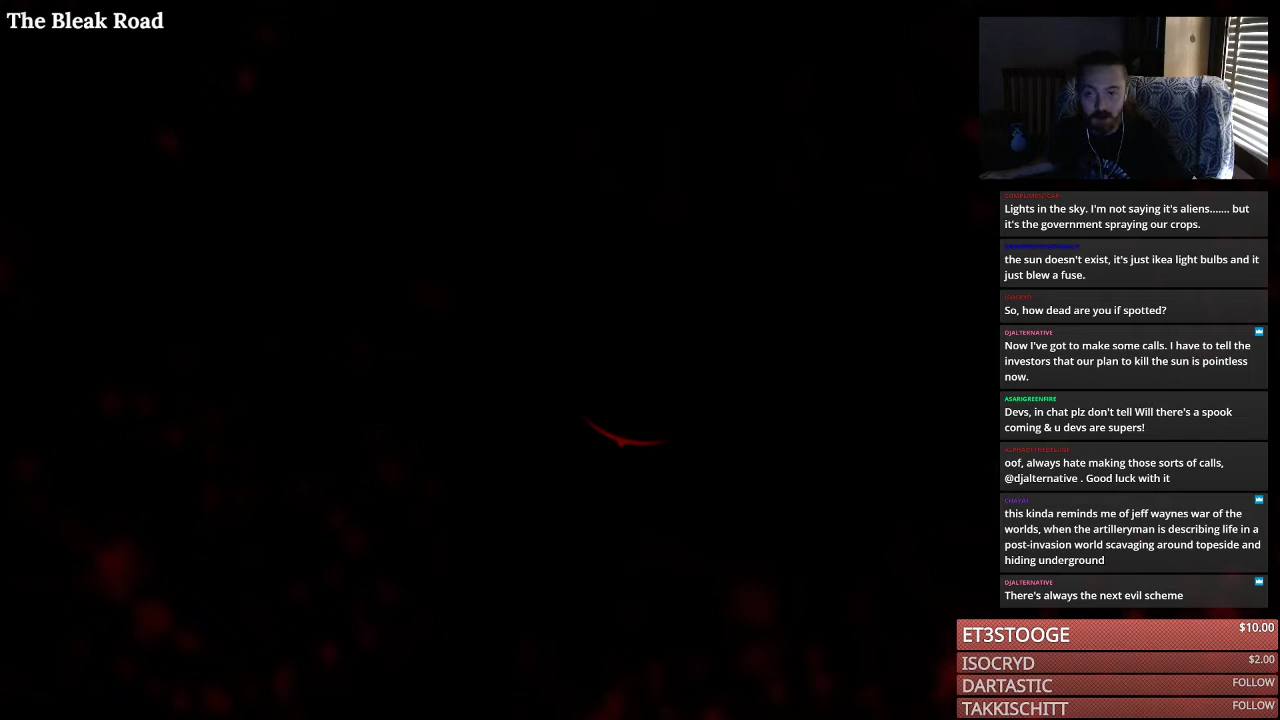 The Bleak Road
Lights in the sky. I'm not saying it's aliens....... but
it's the government spraying our crops.
the sun doesn't exist, it's just ikea light bulbs and it
just blew a fuse.
ISOCRYD
So, how dead are you if spotted?
DJALTERNATIVE
Now I've got to make some calls. I have to tell the
investors that our plan to kill the sun is pointless
now.
ASARIGREENFIRE
Devs, in chat plz don't tell Will there's a spook
coming & u devs are supers!
oof, always hate making those sorts of calls,
@djalternative . Good luck with it
this kinda reminds me of jeff waynes war of the
worlds, when the artilleryman is describing life in a
post-invasion world scavaging around topeside and
hiding underground
DJALTERNATIVE
There's always the next evil scheme
ET3STOOGE $10.00
ISOCRYD $2.00
DARTASTIC FOLLOW
TAKKISCHITT FOLLOW